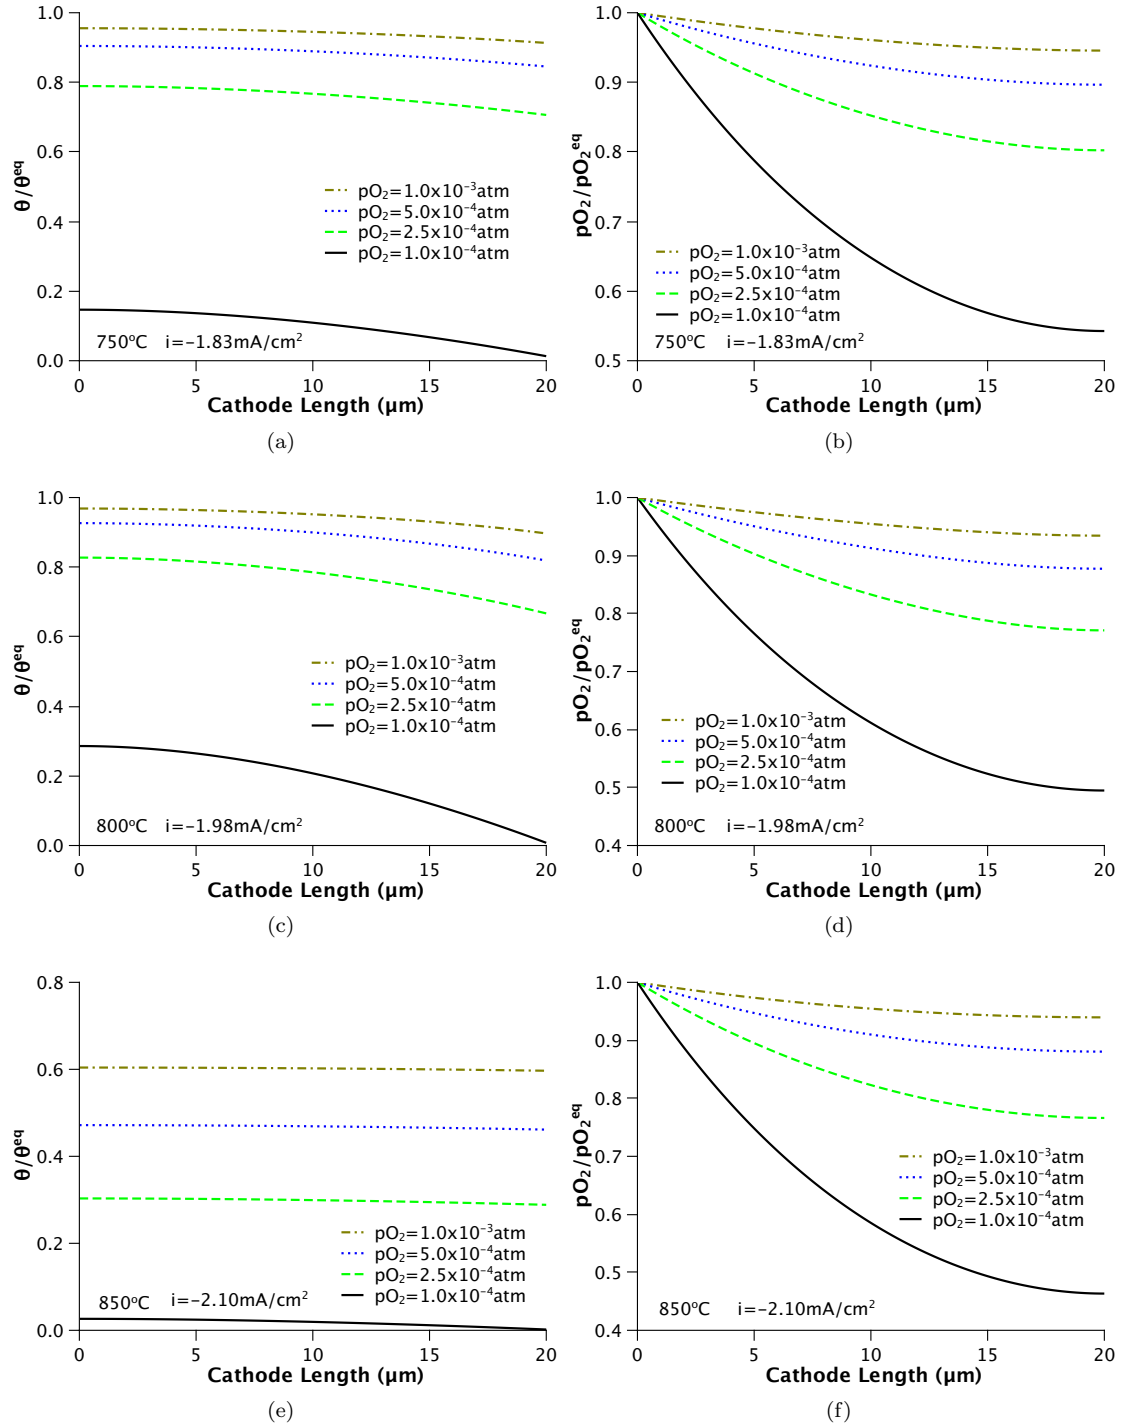 1.0
0.8
0.6
0.4
0.2
0.0
θ/θ^eq
pO₂=1.0x10⁻³atm
pO₂=5.0x10⁻⁴atm
pO₂=2.5x10⁻⁴atm
pO₂=1.0x10⁻⁴atm
750ºC i=−1.83mA/cm²
0 5 10 15 20
Cathode Length (µm)
(a)
1.0
0.9
0.8
0.7
0.6
0.5
pO₂/pO₂^eq
pO₂=1.0x10⁻³atm
pO₂=5.0x10⁻⁴atm
pO₂=2.5x10⁻⁴atm
pO₂=1.0x10⁻⁴atm
750ºC i=−1.83mA/cm²
0 5 10 15 20
Cathode Length (µm)
(b)
1.0
0.8
0.6
0.4
0.2
0.0
θ/θ^eq
pO₂=1.0x10⁻³atm
pO₂=5.0x10⁻⁴atm
pO₂=2.5x10⁻⁴atm
pO₂=1.0x10⁻⁴atm
800ºC i=−1.98mA/cm²
0 5 10 15 20
Cathode Length (µm)
(c)
1.0
0.9
0.8
0.7
0.6
0.5
0.4
pO₂/pO₂^eq
pO₂=1.0x10⁻³atm
pO₂=5.0x10⁻⁴atm
pO₂=2.5x10⁻⁴atm
pO₂=1.0x10⁻⁴atm
800ºC i=−1.98mA/cm²
0 5 10 15 20
Cathode Length (µm)
(d)
0.8
0.6
0.4
0.2
0.0
θ/θ^eq
pO₂=1.0x10⁻³atm
pO₂=5.0x10⁻⁴atm
pO₂=2.5x10⁻⁴atm
pO₂=1.0x10⁻⁴atm
850ºC i=−2.10mA/cm²
0 5 10 15 20
Cathode Length (µm)
(e)
1.0
0.9
0.8
0.7
0.6
0.5
0.4
pO₂/pO₂^eq
pO₂=1.0x10⁻³atm
pO₂=5.0x10⁻⁴atm
pO₂=2.5x10⁻⁴atm
pO₂=1.0x10⁻⁴atm
850ºC i=−2.10mA/cm²
0 5 10 15 20
Cathode Length (µm)
(f)